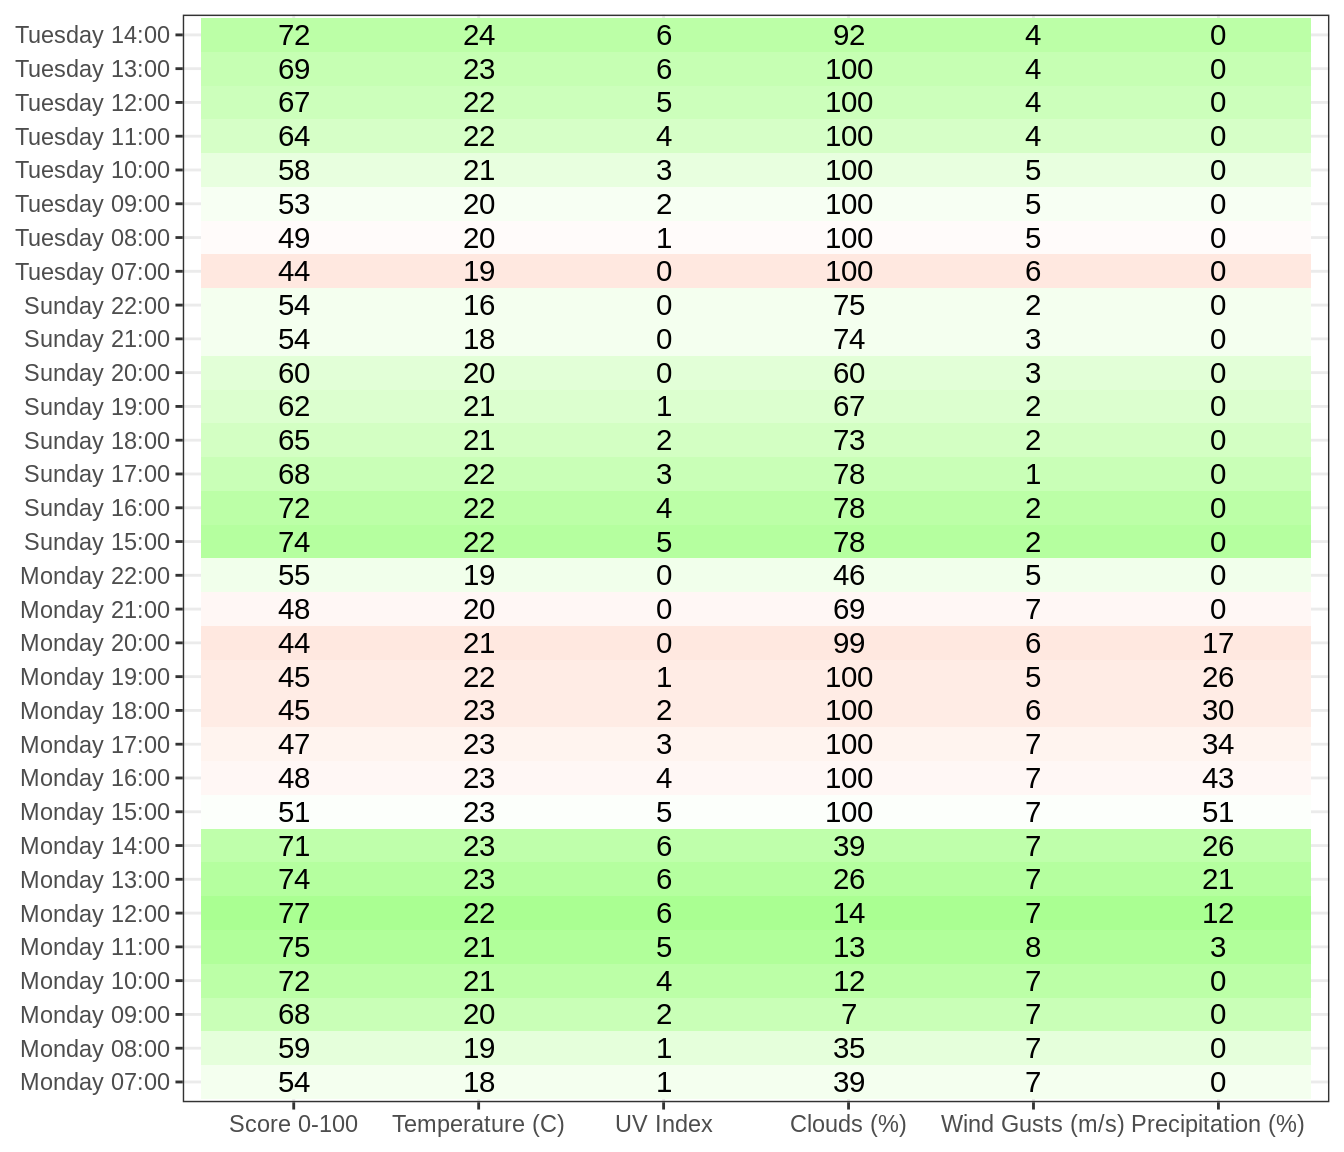 Tuesday 14:00 72 24 6 92 4 0
Tuesday 13:00 69 23 6 100 4 0
Tuesday 12:00 67 22 5 100 4 0
Tuesday 11:00 64 22 4 100 4 0
Tuesday 10:00 58 21 3 100 5 0
Tuesday 09:00 53 20 2 100 5 0
Tuesday 08:00 49 20 1 100 5 0
Tuesday 07:00 44 19 0 100 6 0
Sunday 22:00 54 16 0 75 2 0
Sunday 21:00 54 18 0 74 3 0
Sunday 20:00 60 20 0 60 3 0
Sunday 19:00 62 21 1 67 2 0
Sunday 18:00 65 21 2 73 2 0
Sunday 17:00 68 22 3 78 1 0
Sunday 16:00 72 22 4 78 2 0
Sunday 15:00 74 22 5 78 2 0
Monday 22:00 55 19 0 46 5 0
Monday 21:00 48 20 0 69 7 0
Monday 20:00 44 21 0 99 6 17
Monday 19:00 45 22 1 100 5 26
Monday 18:00 45 23 2 100 6 30
Monday 17:00 47 23 3 100 7 34
Monday 16:00 48 23 4 100 7 43
Monday 15:00 51 23 5 100 7 51
Monday 14:00 71 23 6 39 7 26
Monday 13:00 74 23 6 26 7 21
Monday 12:00 77 22 6 14 7 12
Monday 11:00 75 21 5 13 8 3
Monday 10:00 72 21 4 12 7 0
Monday 09:00 68 20 2 7 7 0
Monday 08:00 59 19 1 35 7 0
Monday 07:00 54 18 1 39 7 0
Score 0-100 Temperature (C) UV Index Clouds (%) Wind Gusts (m/s) Precipitation (%)